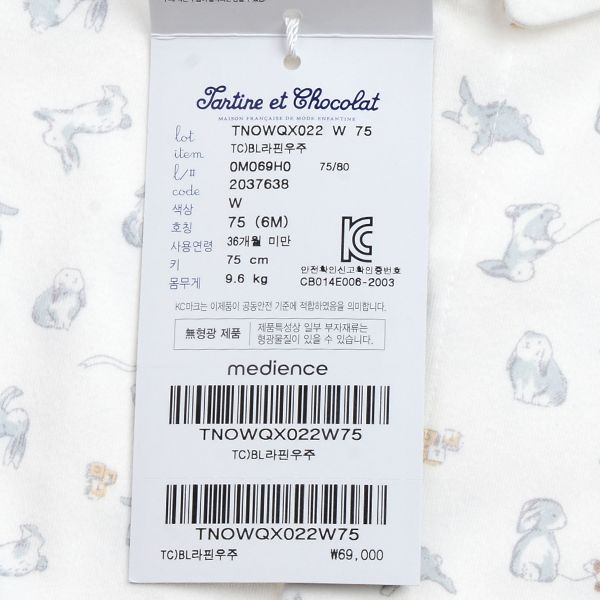 Tartine et Chocolat
MAISON FRANÇAISE DE MODE ENFANTINE
lot TNOWQX022 W 75
item TC)BL라핀우주
l/# 0M069H0 75/80
code 2037638
색상 W
호칭 75 (6M)
사용연령 36개월 미만
키 75 cm
몸무게 9.6 kg
안전확인신고확인증번호
CB014E006-2003
KC마크는 이제품이 공동안전 기준에 적합하였음을 의미합니다.
無형광 제품
제품특성상 일부 부자재류는
형광물질이 있을 수 있습니다.
medience
TNOWQX022W75
TC)BL라핀우주
TNOWQX022W75
TC)BL라핀우주 ₩69,000